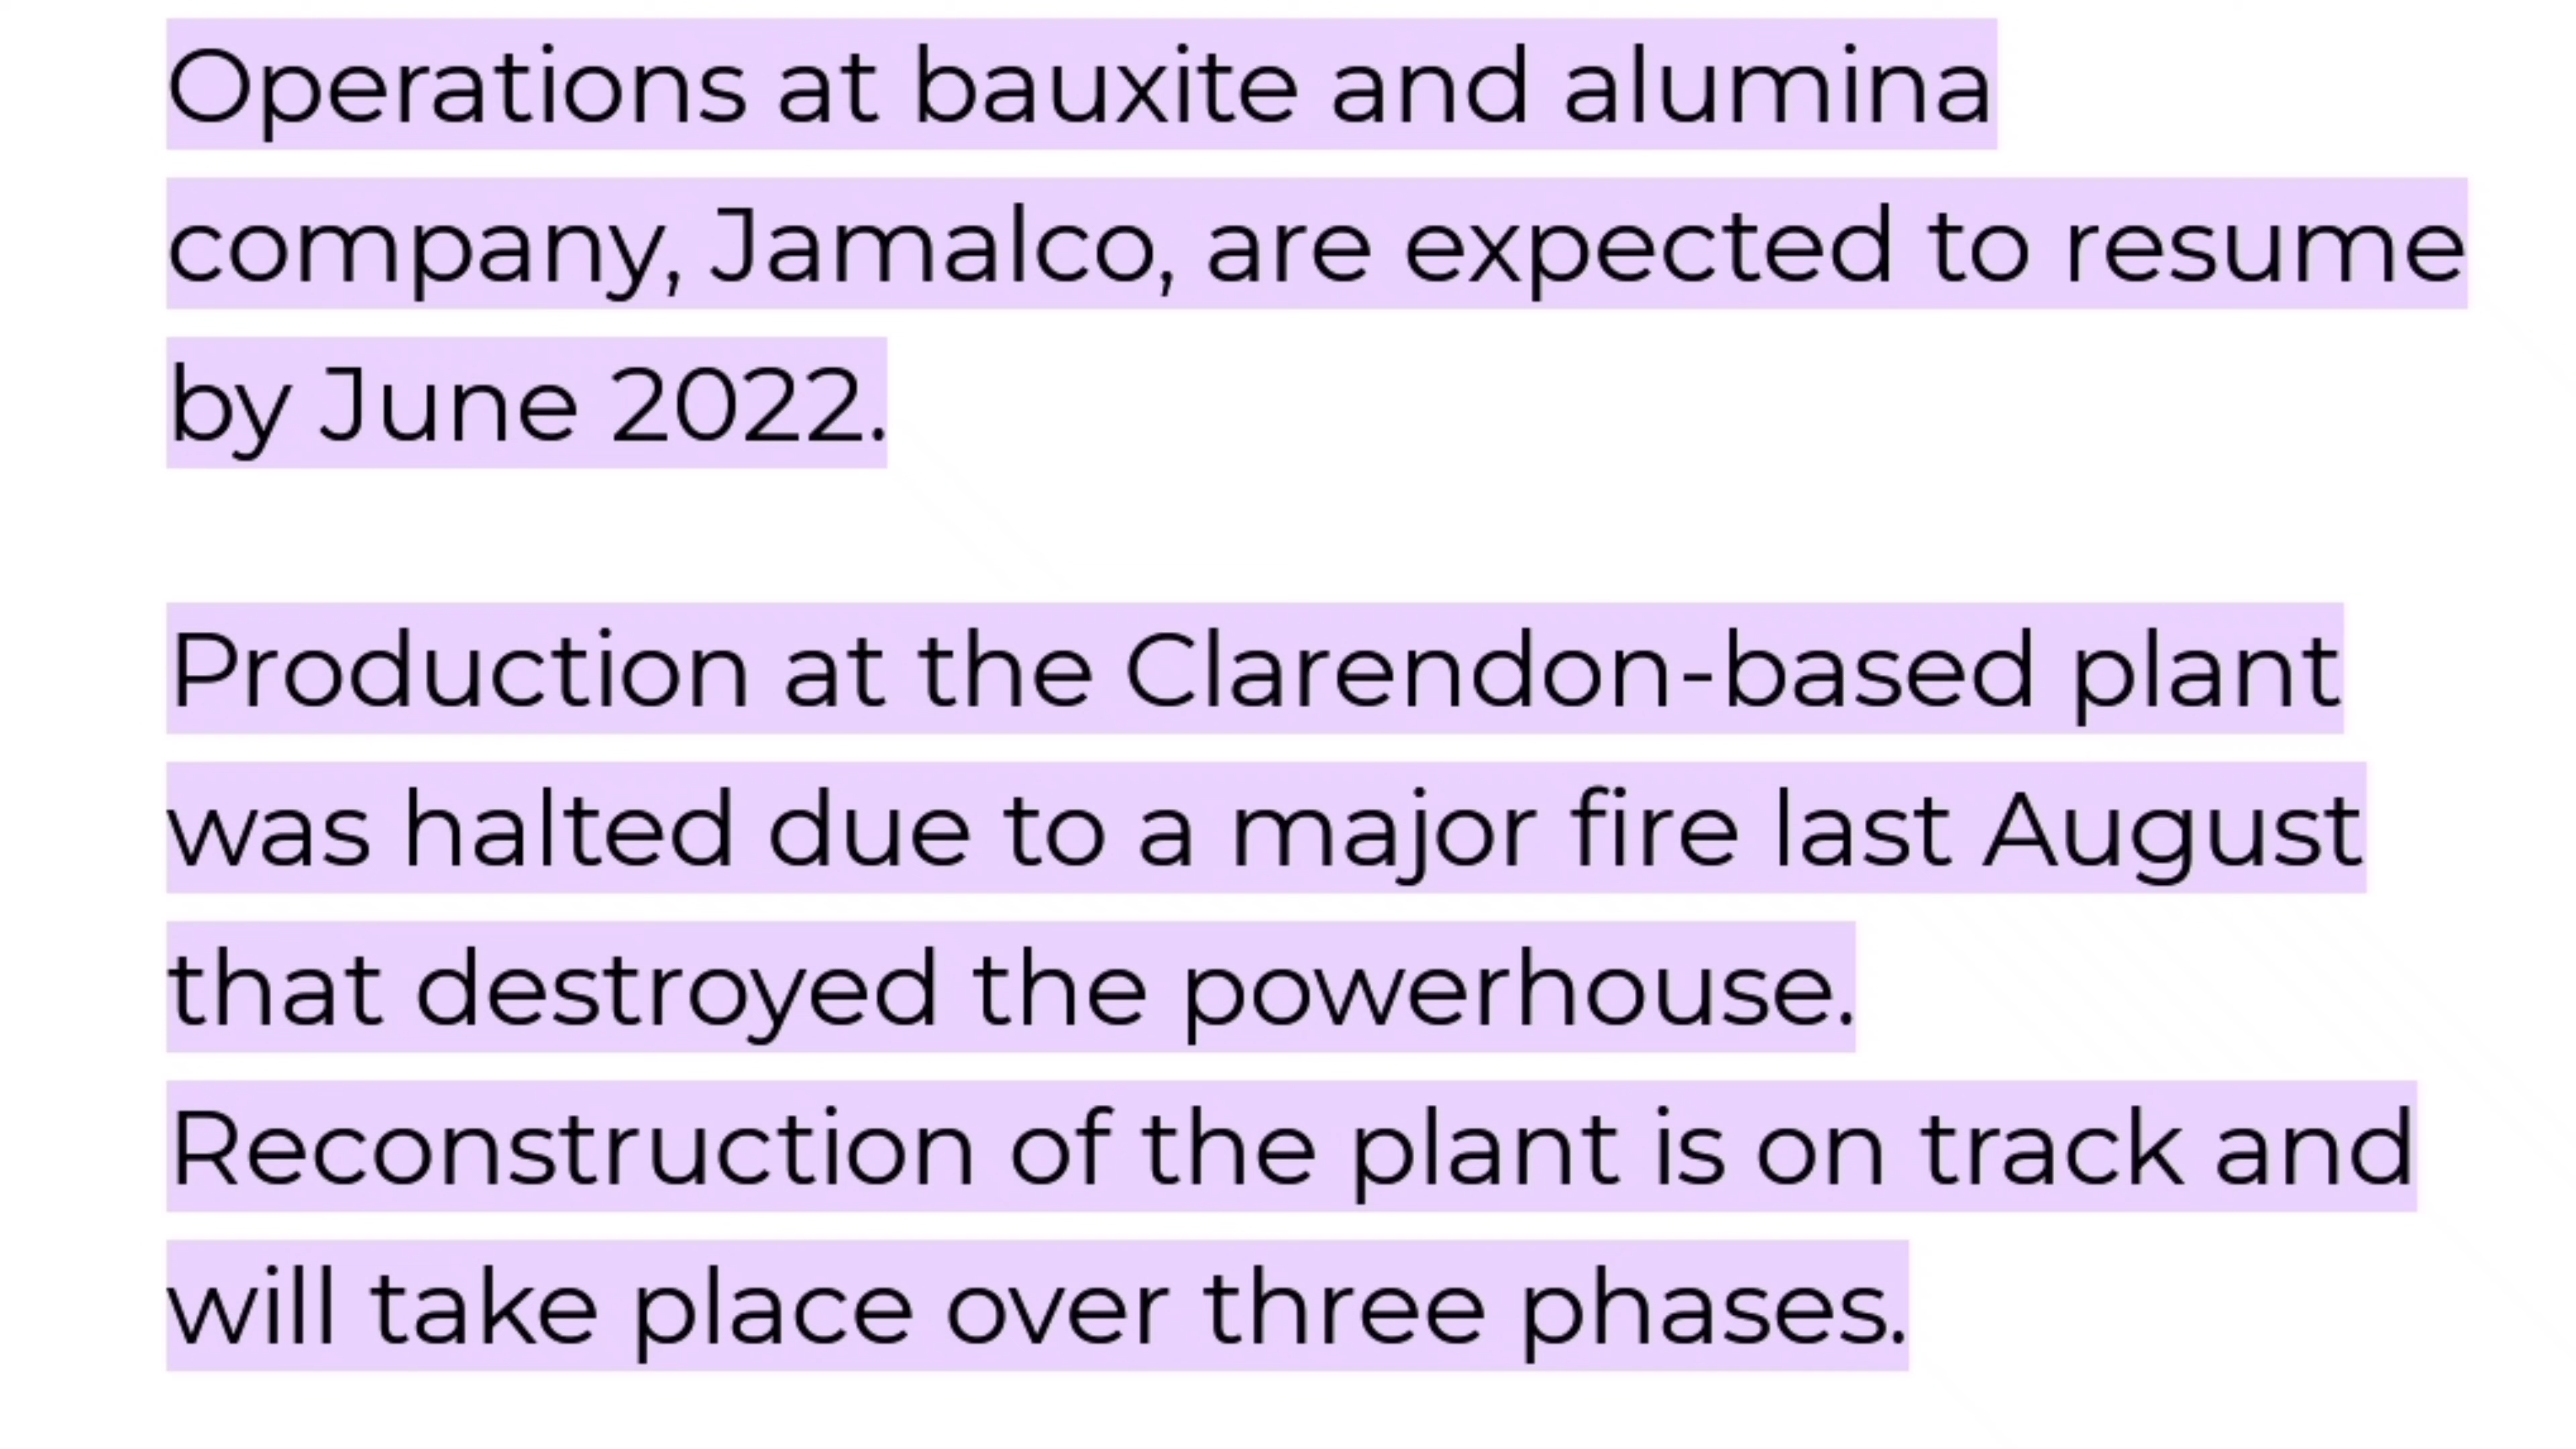 Operations at bauxite and alumina
company, Jamalco, are expected to resume
by June 2022.
Production at the Clarendon-based plant
was halted due to a major fire last August
that destroyed the powerhouse.
Reconstruction of the plant is on track and
will take place over three phases.